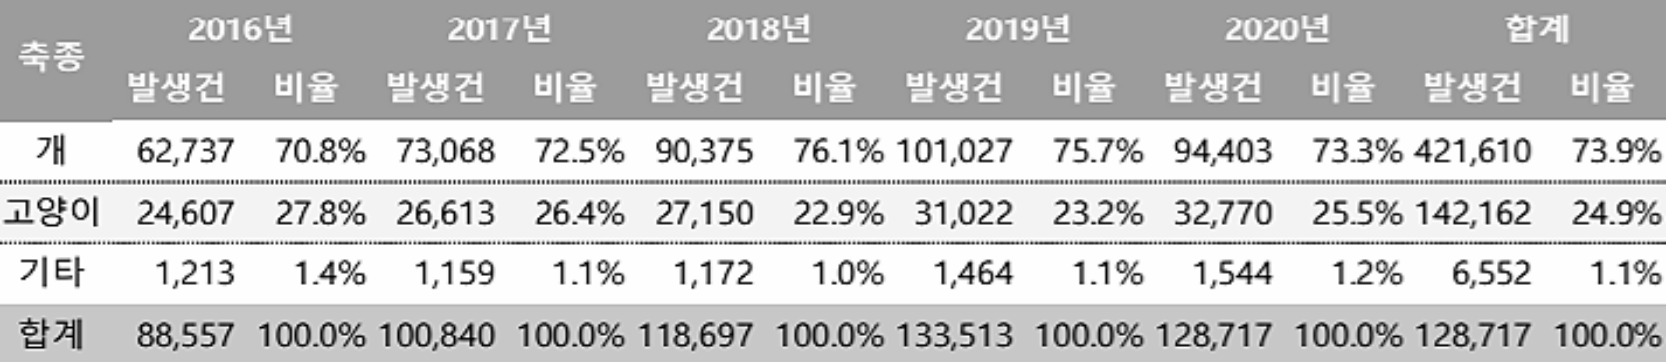 축종 2016년 2017년 2018년 2019년 2020년 합계
발생건 비율 발생건 비율 발생건 비율 발생건 비율 발생건 비율 발생건 비율
개 62,737 70.8% 73,068 72.5% 90,375 76.1% 101,027 75.7% 94,403 73.3% 421,610 73.9%
고양이 24,607 27.8% 26,613 26.4% 27,150 22.9% 31,022 23.2% 32,770 25.5% 142,162 24.9%
기타 1,213 1.4% 1,159 1.1% 1,172 1.0% 1,464 1.1% 1,544 1.2% 6,552 1.1%
합계 88,557 100.0% 100,840 100.0% 118,697 100.0% 133,513 100.0% 128,717 100.0% 128,717 100.0%